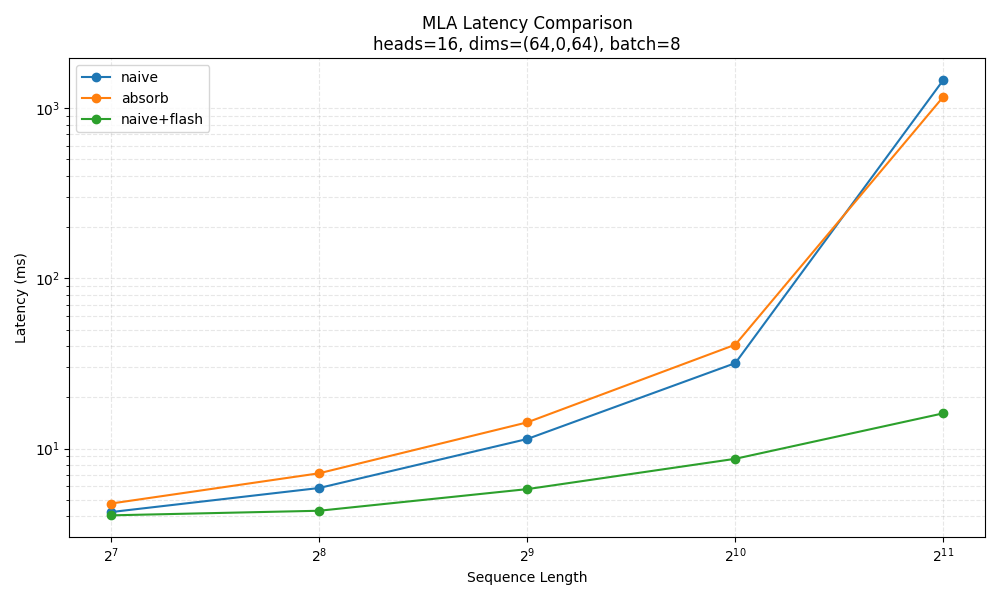 MLA Latency Comparison
heads=16, dims=(64,0,64), batch=8
naive
absorb
naive+flash
Latency (ms)
10³
10²
10¹
2⁷ 2⁸ 2⁹ 2¹⁰ 2¹¹
Sequence Length